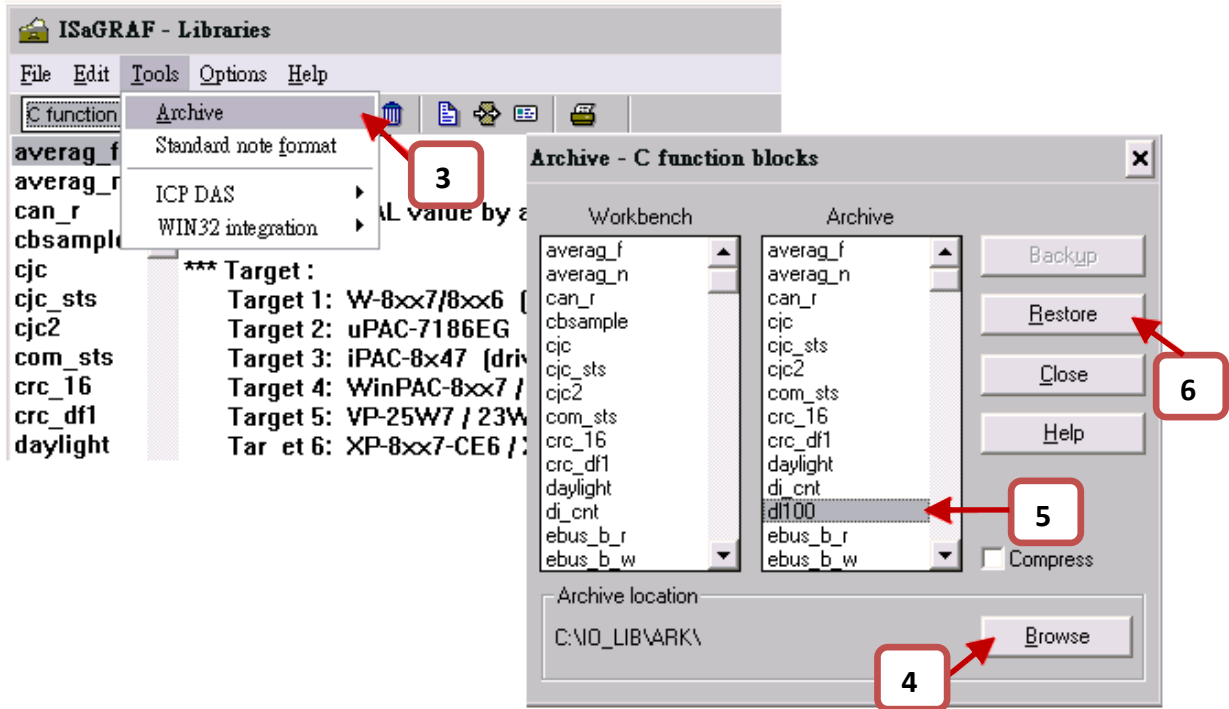 ISaGRAF - Libraries
File Edit Tools Options Help
C function
Archive
Standard note format
ICP DAS
WIN32 integration
3
averag_f
averag_n
can_r
cbsample
cjc
cjc_sts
cjc2
com_sts
crc_16
crc_df1
daylight
AL value by a
*** Target :
Target 1: W-8xx7/8xx6 (
Target 2: uPAC-7186EG
Target 3: iPAC-8x47 (driv
Target 4: WinPAC-8xx7 /
Target 5: VP-25W7 / 23W
Tar et 6: XP-8xx7-CE6 /
Archive - C function blocks
Workbench
averag_f
averag_n
can_r
cbsample
cjc
cjc_sts
cjc2
com_sts
crc_16
crc_df1
daylight
di_cnt
ebus_b_r
ebus_b_w
Archive
averag_f
averag_n
can_r
cjc
cjc_sts
cjc2
com_sts
crc_16
crc_df1
daylight
di_cnt
dl100
ebus_b_r
ebus_b_w
Backup
Restore
Close
Help
6
5
Compress
Archive location
C:\IO_LIB\ARK\
Browse
4